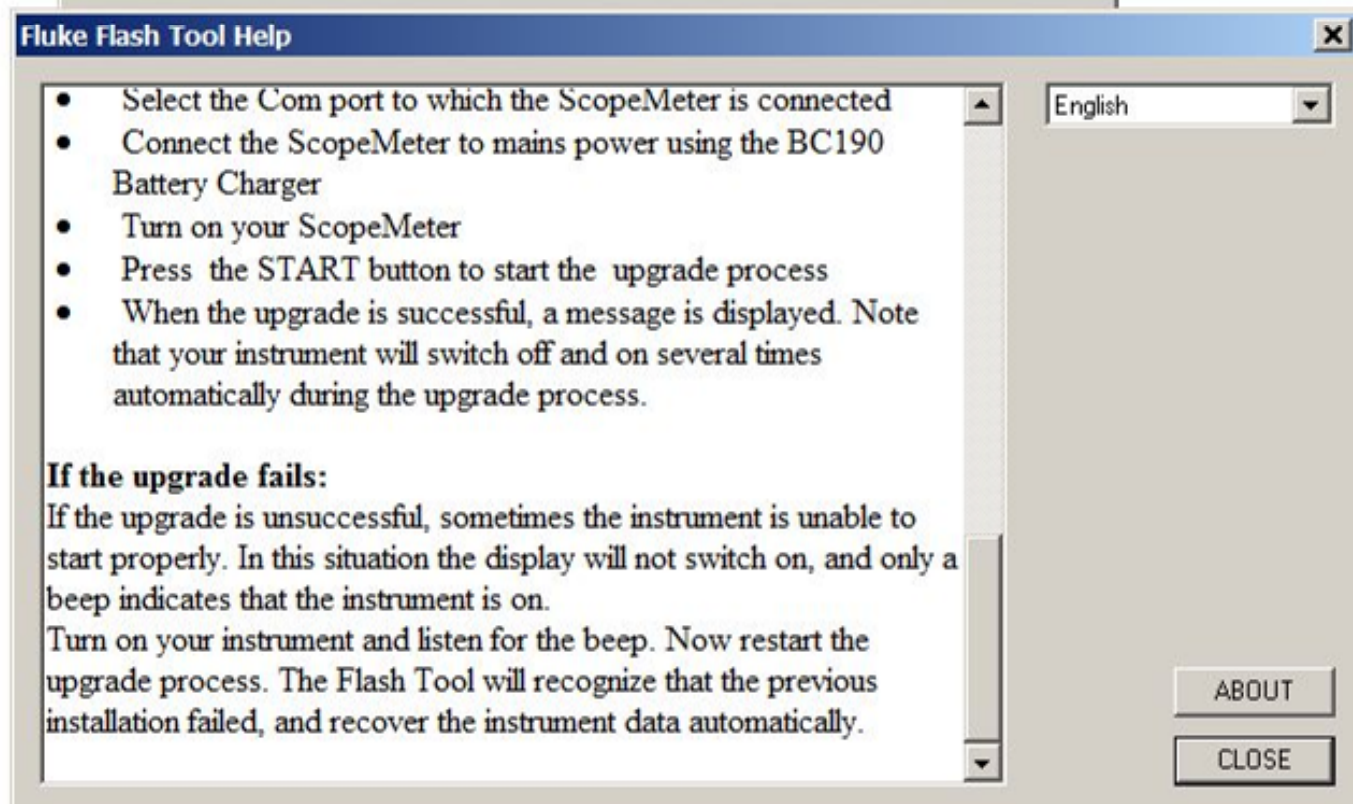 Fluke Flash Tool Help
• Select the Com port to which the ScopeMeter is connected
• Connect the ScopeMeter to mains power using the BC190
Battery Charger
• Turn on your ScopeMeter
• Press the START button to start the upgrade process
• When the upgrade is successful, a message is displayed. Note
that your instrument will switch off and on several times
automatically during the upgrade process.
If the upgrade fails:
If the upgrade is unsuccessful, sometimes the instrument is unable to
start properly. In this situation the display will not switch on, and only a
beep indicates that the instrument is on.
Turn on your instrument and listen for the beep. Now restart the
upgrade process. The Flash Tool will recognize that the previous
installation failed, and recover the instrument data automatically.
English
ABOUT
CLOSE